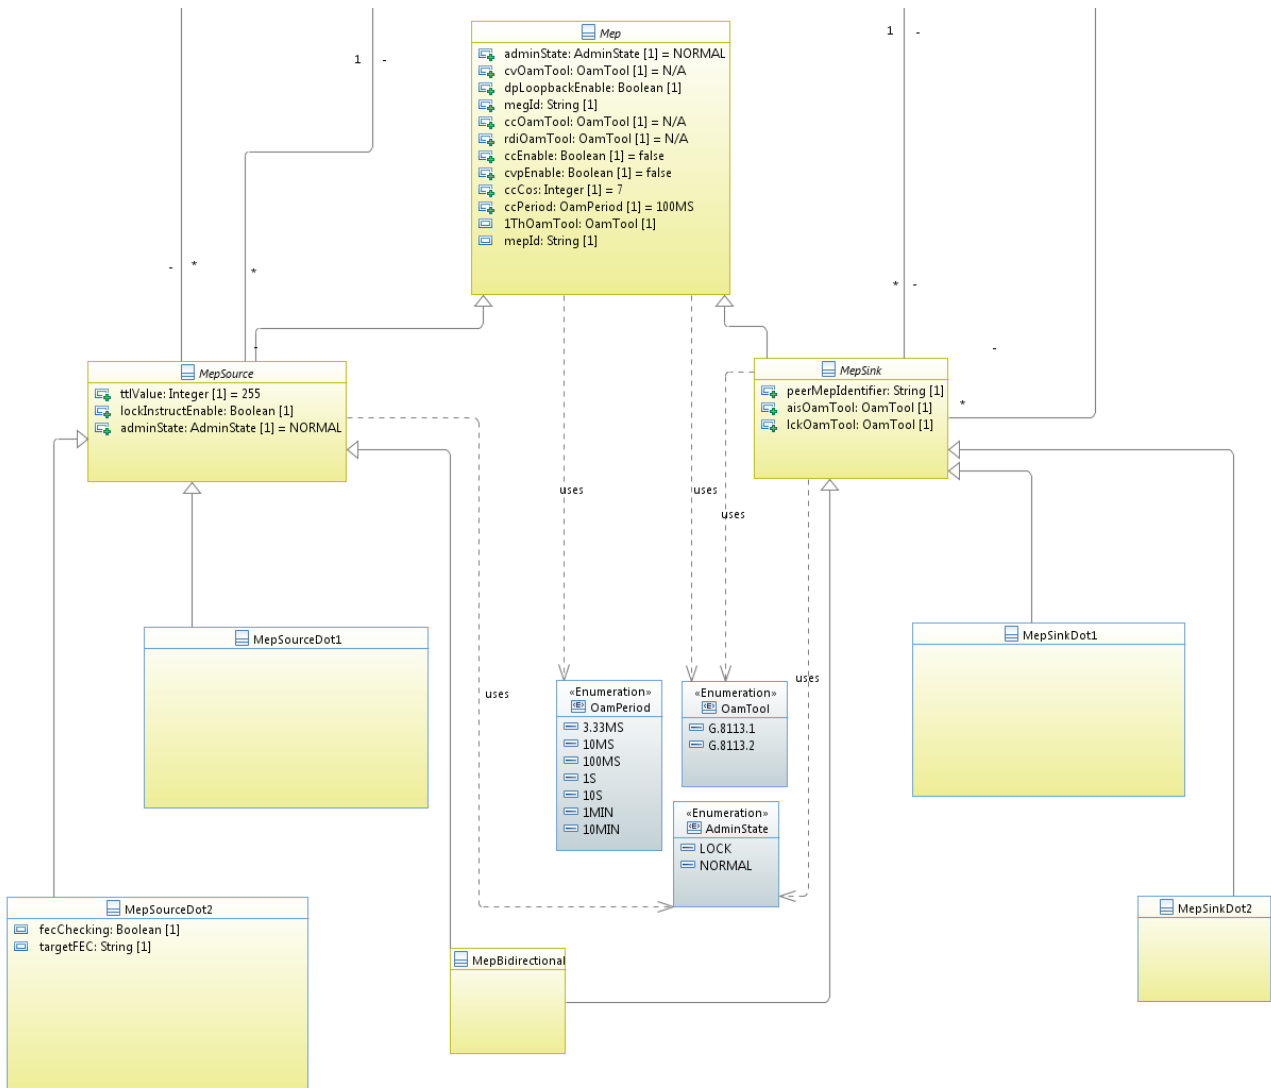 1 -
1 -
Mep
adminState: AdminState [1] = NORMAL
cvOamTool: OamTool [1] = N/A
dpLoopbackEnable: Boolean [1]
megId: String [1]
ccOamTool: OamTool [1] = N/A
rdiOamTool: OamTool [1] = N/A
ccEnable: Boolean [1] = false
cvpEnable: Boolean [1] = false
ccCos: Integer [1] = 7
ccPeriod: OamPeriod [1] = 100MS
1ThOamTool: OamTool [1]
mepId: String [1]
- *
*
* -
-
-
*
MepSource
ttlValue: Integer [1] = 255
lockInstructEnable: Boolean [1]
adminState: AdminState [1] = NORMAL
MepSink
peerMepIdentifier: String [1]
aisOamTool: OamTool [1]
lckOamTool: OamTool [1]
uses
uses
uses
uses
uses
MepSourceDot1
MepSinkDot1
«Enumeration»
OamPeriod
3.33MS
10MS
100MS
1S
10S
1MIN
10MIN
«Enumeration»
OamTool
G.8113.1
G.8113.2
«Enumeration»
AdminState
LOCK
NORMAL
MepSourceDot2
fecChecking: Boolean [1]
targetFEC: String [1]
MepBidirectional
MepSinkDot2